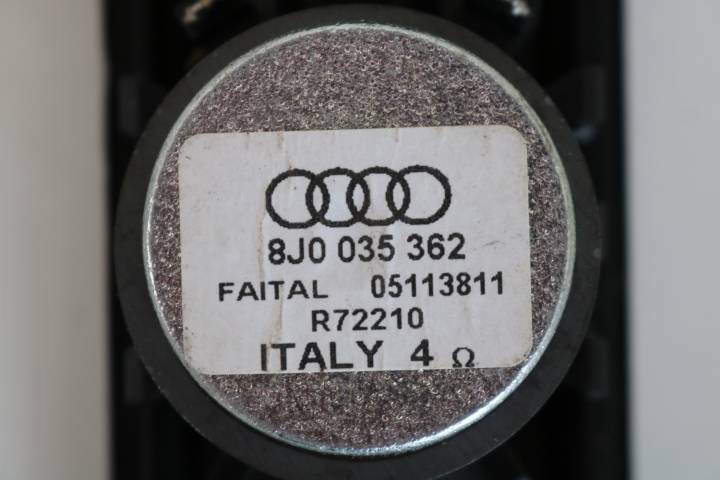 8J0 035 362
FAITAL 05113811
R72210
ITALY 4 Ω